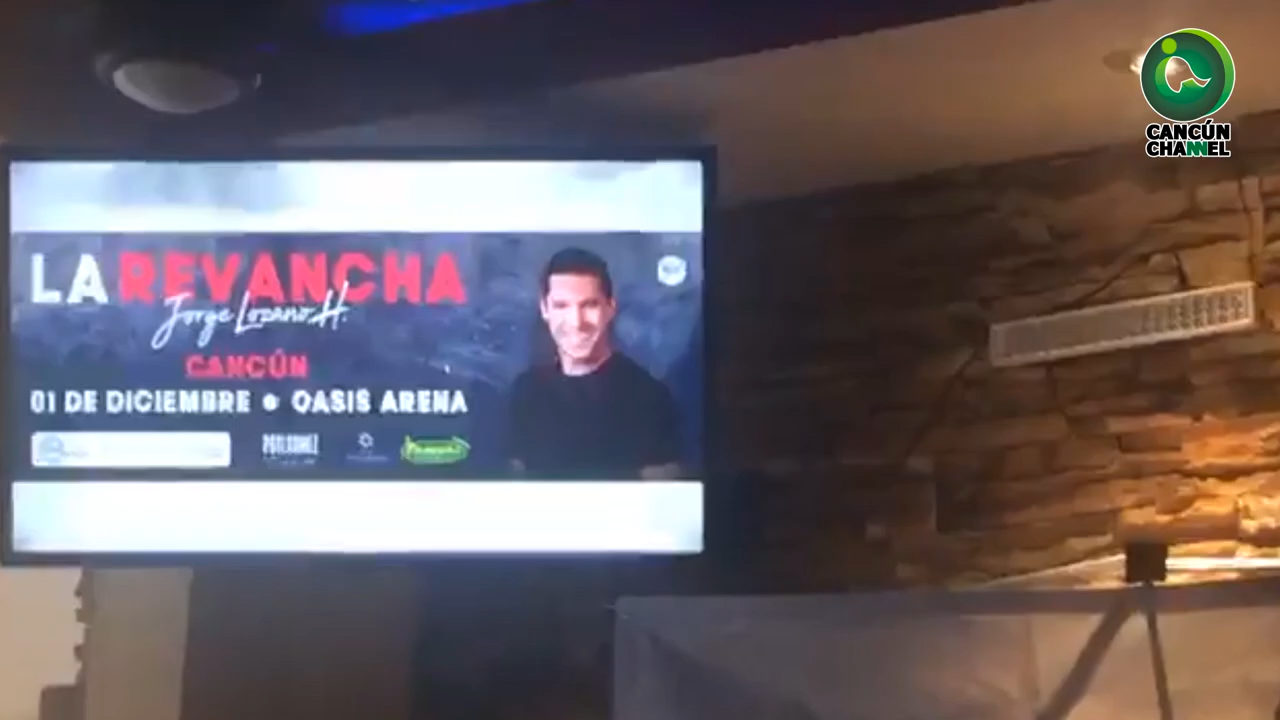 CANCÚN
CHANNEL
LA REVANCHA
Jorge Lozano H.
CANCÚN
01 DE DICIEMBRE • OASIS ARENA